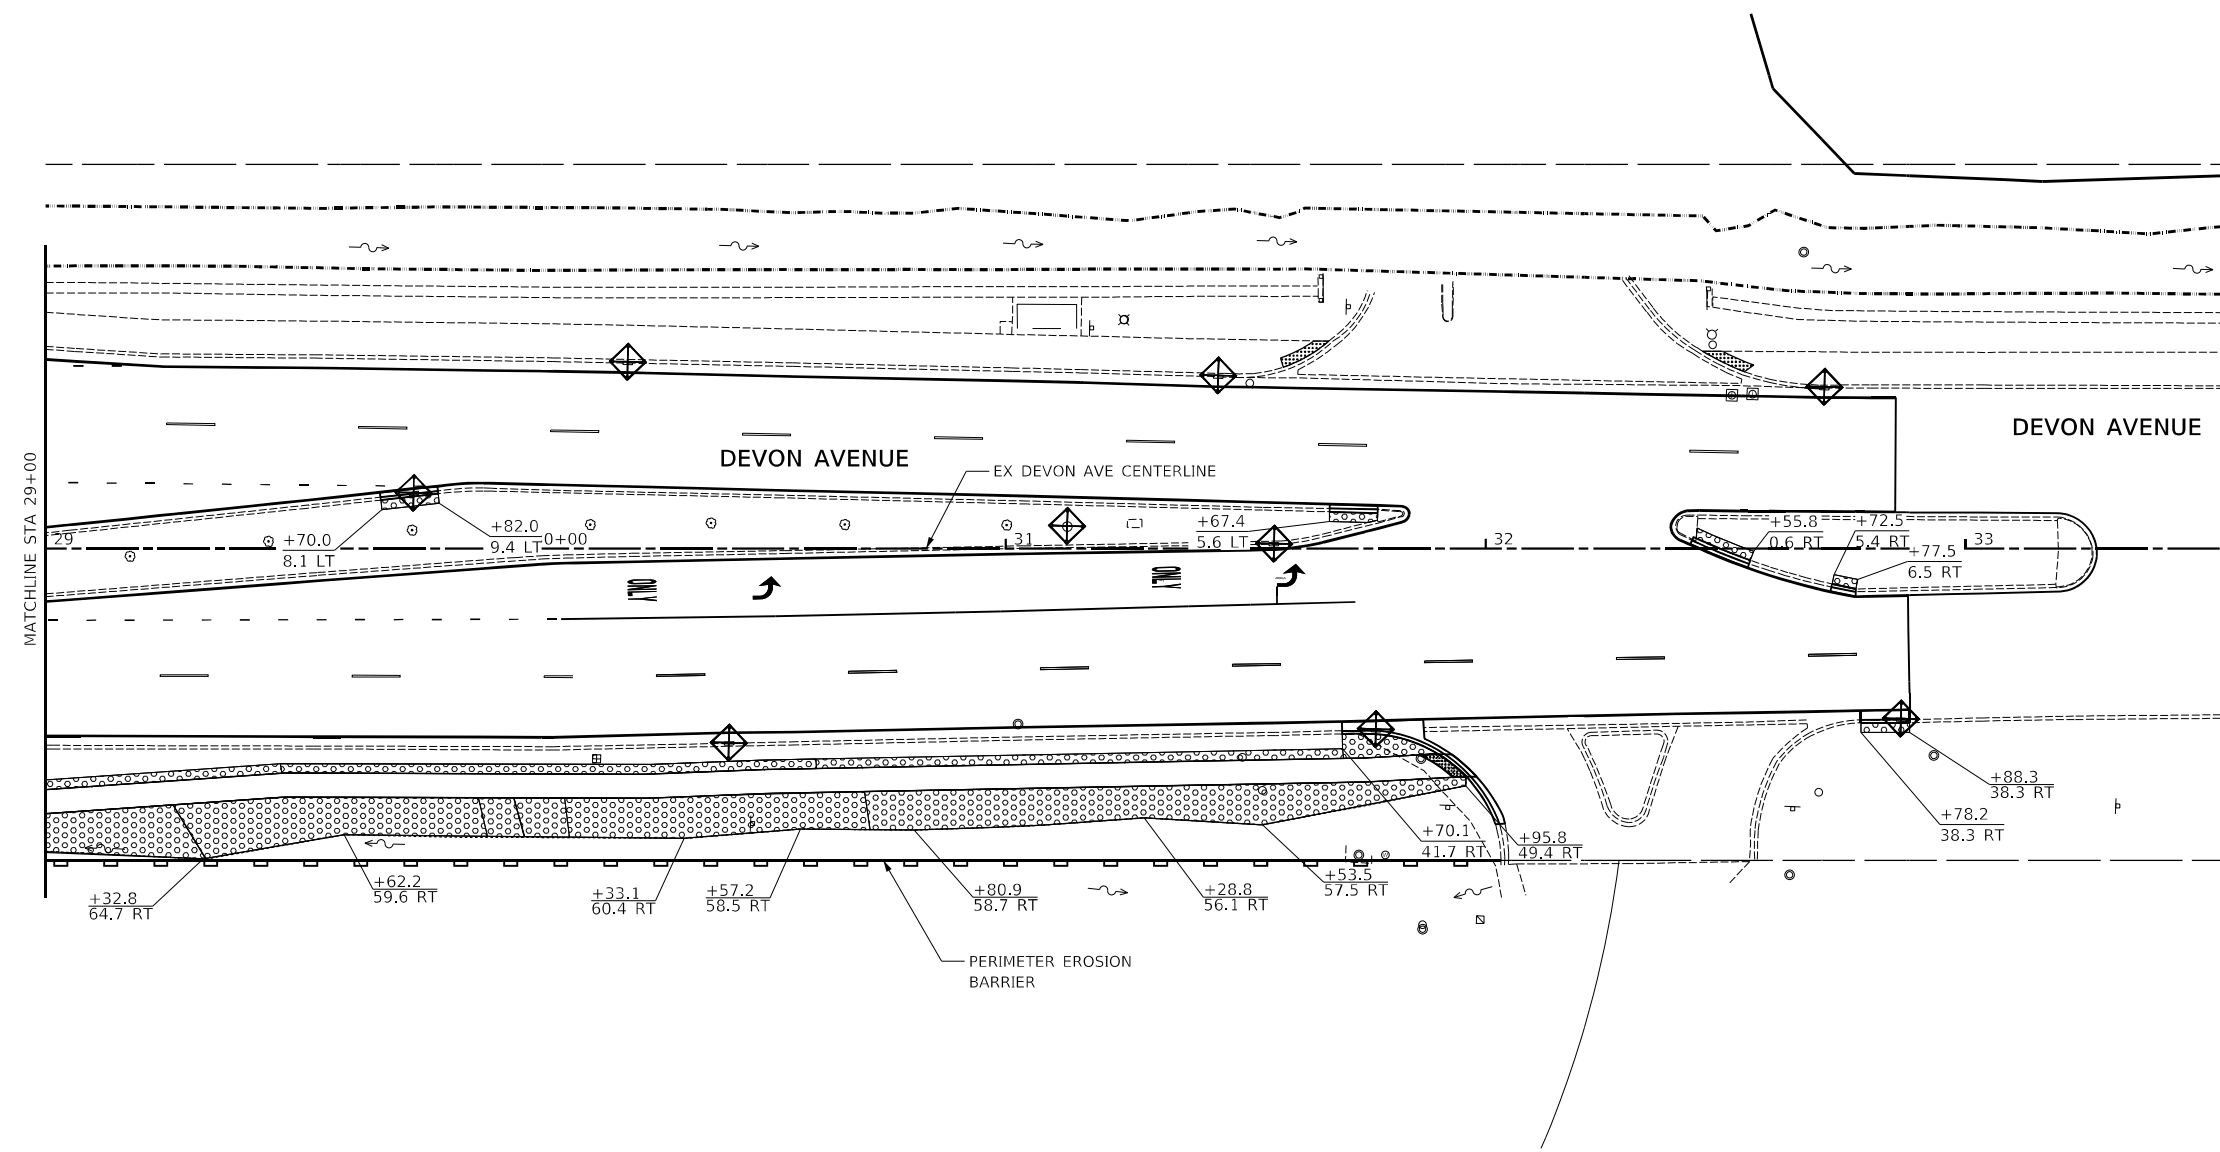 DEVON AVENUE
DEVON AVENUE
EX DEVON AVE CENTERLINE
MATCHLINE STA 29+00
29
+70.0
8.1 LT
+82.0
9.4 LT
0+00
31
+67.4
5.6 LT
32
+55.8
0.6 RT
+72.5
5.4 RT
+77.5
6.5 RT
33
+88.3
38.3 RT
+78.2
38.3 RT
+70.1
41.7 RT
+95.8
49.4 RT
+32.8
64.7 RT
+62.2
59.6 RT
+33.1
60.4 RT
+57.2
58.5 RT
+80.9
58.7 RT
+28.8
56.1 RT
+53.5
57.5 RT
PERIMETER EROSION
BARRIER